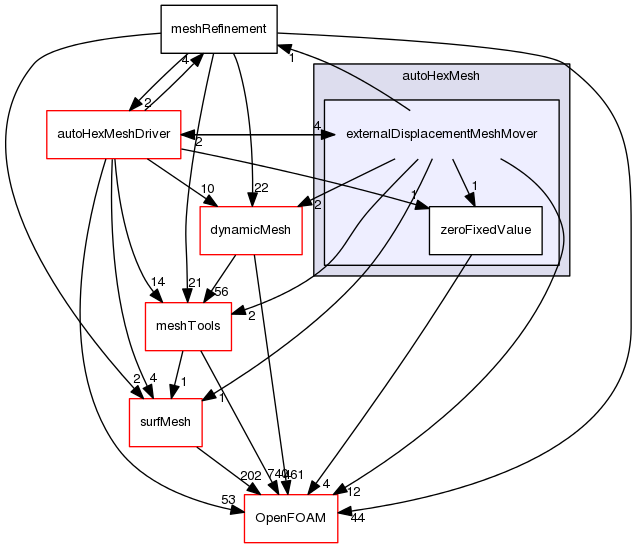 meshRefinement
4
1
autoHexMesh
2
autoHexMeshDriver
2
4
externalDisplacementMeshMover
10
22
2
1
1
dynamicMesh
zeroFixedValue
14
21
56
2
meshTools
2
4
1
1
surfMesh
202
461
4
12
53
OpenFOAM
44